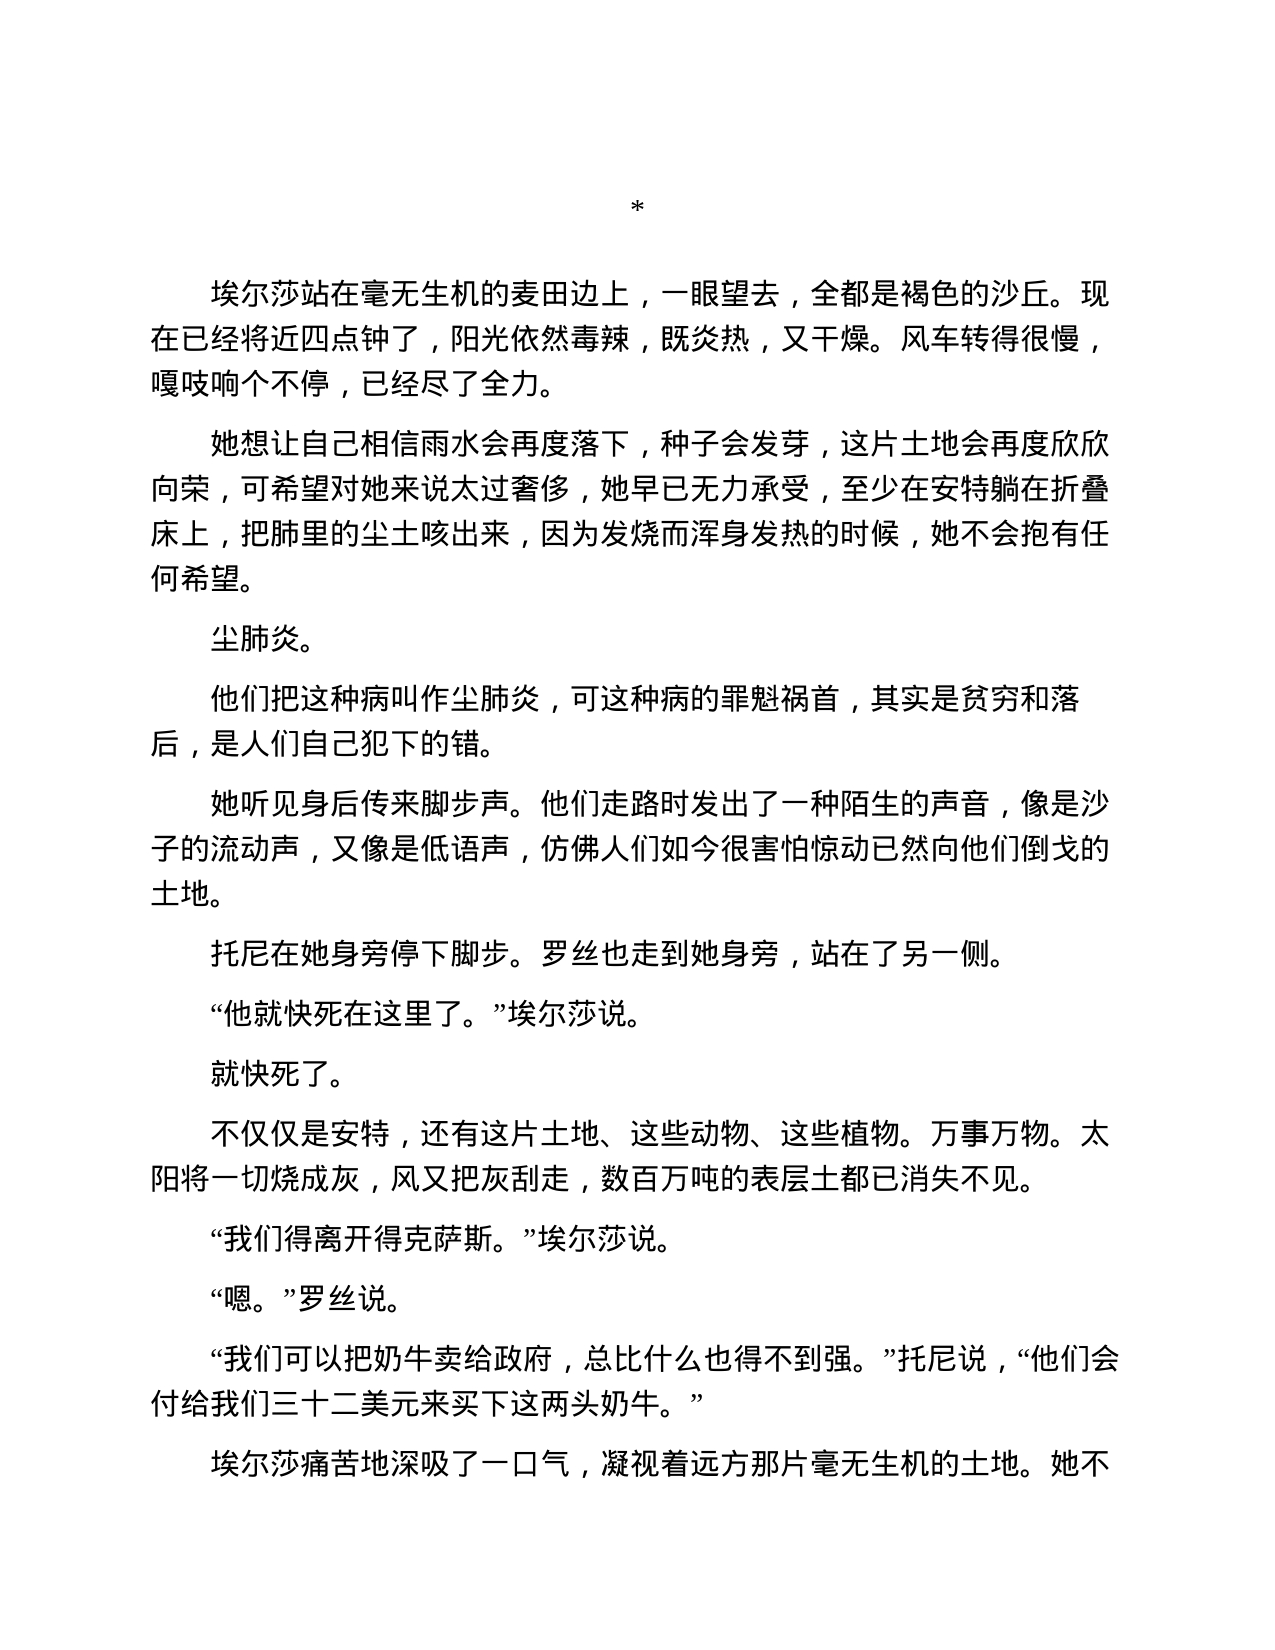 *
埃尔莎站在毫无生机的麦田边上，一眼望去，全都是褐色的沙丘。现
在已经将近四点钟了，阳光依然毒辣，既炎热，又干燥。风车转得很慢，
嘎吱响个不停，已经尽了全力。
她想让自己相信雨水会再度落下，种子会发芽，这片土地会再度欣欣
向荣，可希望对她来说太过奢侈，她早已无力承受，至少在安特躺在折叠
床上，把肺里的尘土咳出来，因为发烧而浑身发热的时候，她不会抱有任
何希望。
尘肺炎。
他们把这种病叫作尘肺炎，可这种病的罪魁祸首，其实是贫穷和落
后，是人们自己犯下的错。
她听见身后传来脚步声。他们走路时发出了一种陌生的声音，像是沙
子的流动声，又像是低语声，仿佛人们如今很害怕惊动已然向他们倒戈的
土地。
托尼在她身旁停下脚步。罗丝也走到她身旁，站在了另一侧。
“他就快死在这里了。”埃尔莎说。
就快死了。
不仅仅是安特，还有这片土地、这些动物、这些植物。万事万物。太
阳将一切烧成灰，风又把灰刮走，数百万吨的表层土都已消失不见。
“我们得离开得克萨斯。”埃尔莎说。
“嗯。”罗丝说。
“我们可以把奶牛卖给政府，总比什么也得不到强。”托尼说，“他们会
付给我们三十二美元来买下这两头奶牛。”
埃尔莎痛苦地深吸了一口气，凝视着远方那片毫无生机的土地。她不